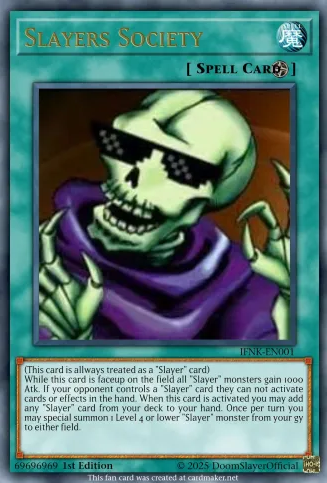 Slayers Society
魔
[ Spell Card ]
IFNK-EN001
(This card is allways treated as a "Slayer" card)
While this card is faceup on the field all "Slayer" monsters gain 1000
Atk. If your opponent controls a "Slayer" card they can not activate
cards or effects in the hand. When this card is activated you may add
any "Slayer" card from your deck to your hand. Once per turn you
may special summon 1 Level 4 or lower "Slayer" monster from your gy
to either field.
69696969 1st Edition © 2025 DoomSlayerOfficial
This fan card was created at cardmaker.net